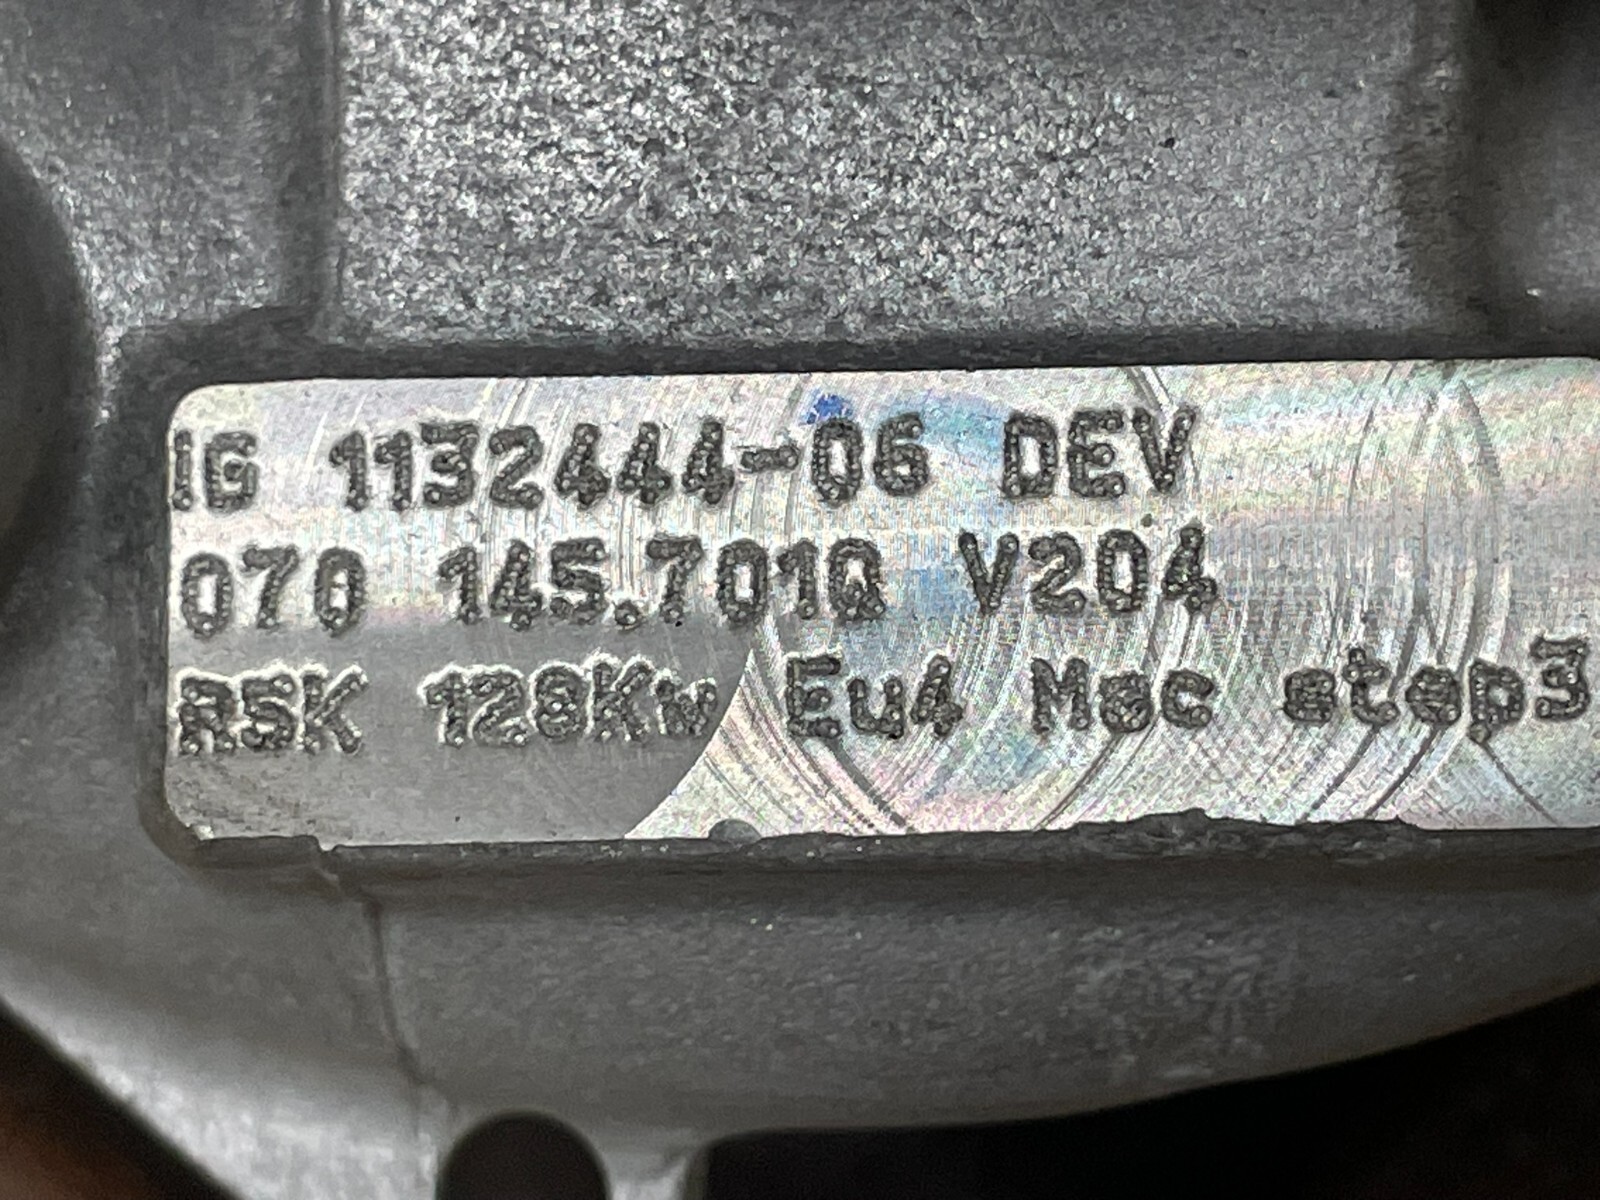 IG 1132444-06 DEV
070 145.701Q V204
R5K 128Kw Eu4 Mac step3